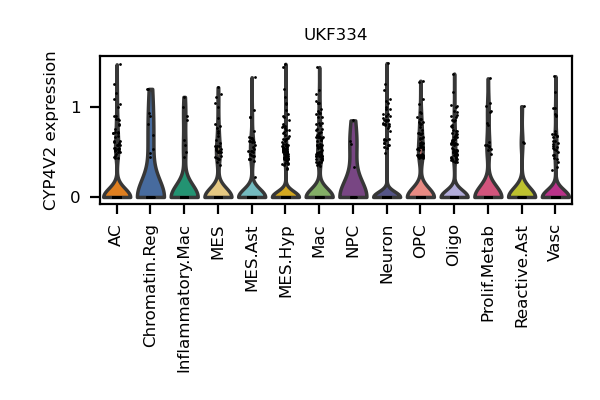 UKF334
CYP4V2 expression
1
0
AC
Chromatin.Reg
Inflammatory.Mac
MES
MES.Ast
MES.Hyp
Mac
NPC
Neuron
OPC
Oligo
Prolif.Metab
Reactive.Ast
Vasc